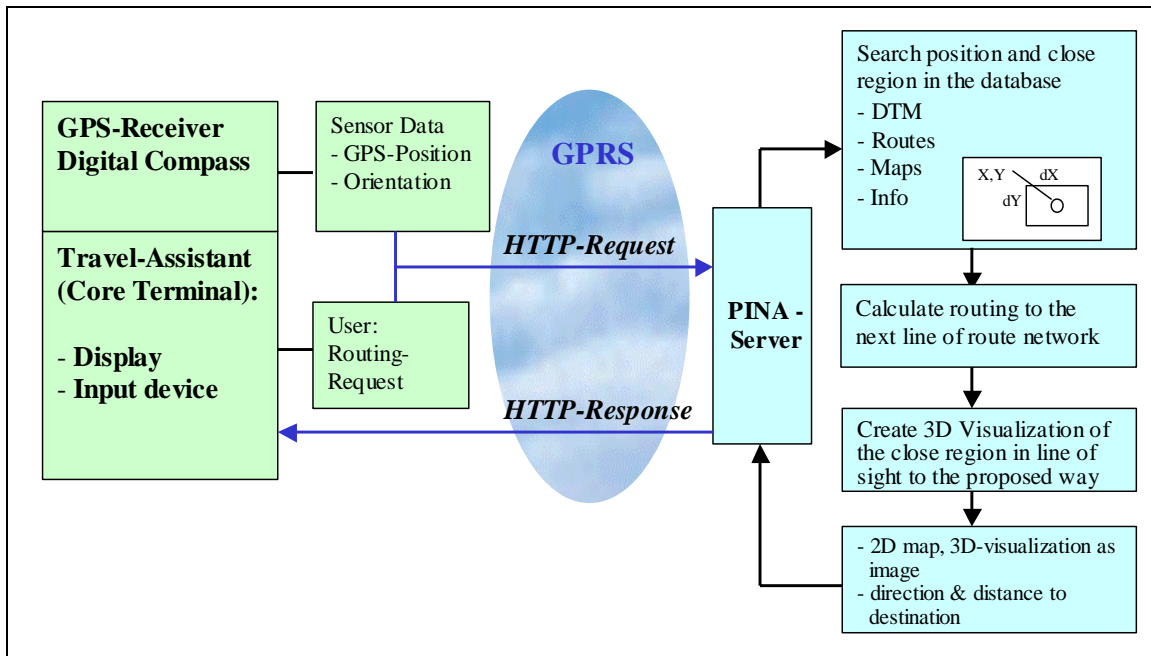 GPS-Receiver
Digital Compass
Travel-Assistant
(Core Terminal):
- Display
- Input device
Sensor Data
- GPS-Position
- Orientation
User:
Routing-
Request
GPRS
HTTP-Request
HTTP-Response
PINA -
Server
Search position and close
region in the database
- DTM
- Routes
- Maps
- Info
X,Y
dX
dY
Calculate routing to the
next line of route network
Create 3D Visualization of
the close region in line of
sight to the proposed way
- 2D map, 3D-visualization as
image
- direction & distance to
destination